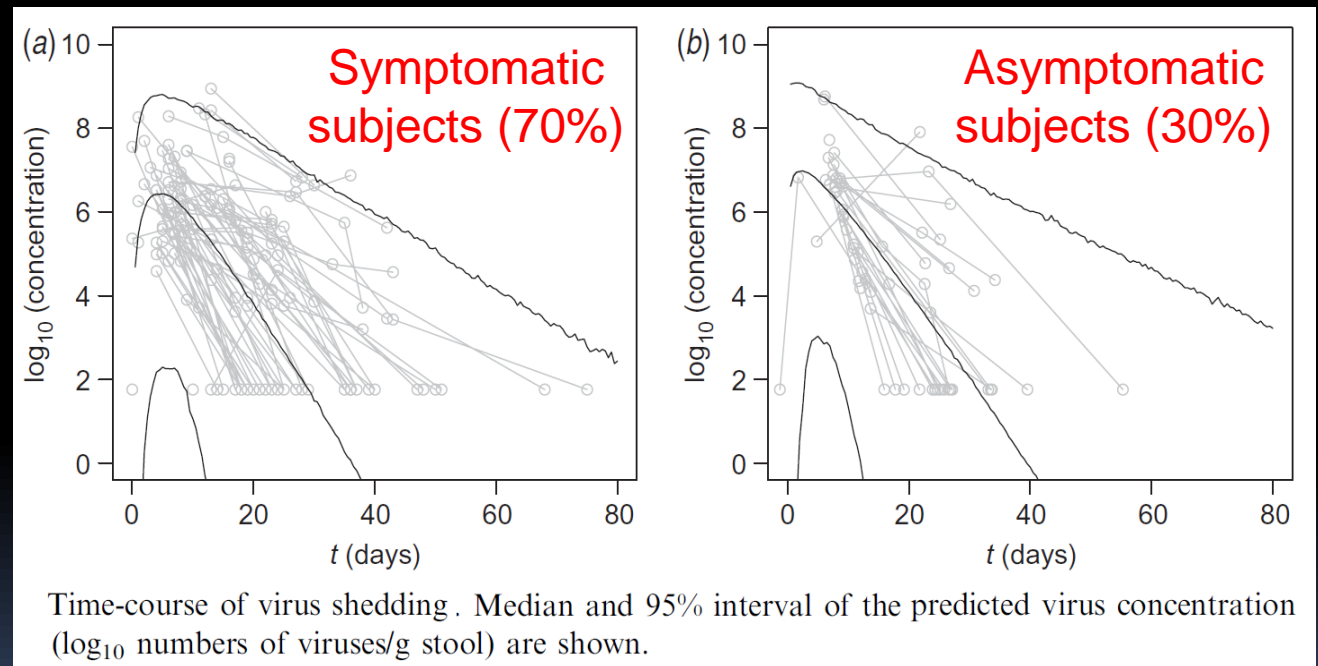 (a)
Symptomatic
subjects (70%)
10
8
6
4
2
0
log10 (concentration)
0 20 40 60 80
t (days)
(b)
Asymptomatic
subjects (30%)
10
8
6
4
2
0
log10 (concentration)
0 20 40 60 80
t (days)
Time-course of virus shedding. Median and 95% interval of the predicted virus concentration
(log10 numbers of viruses/g stool) are shown.